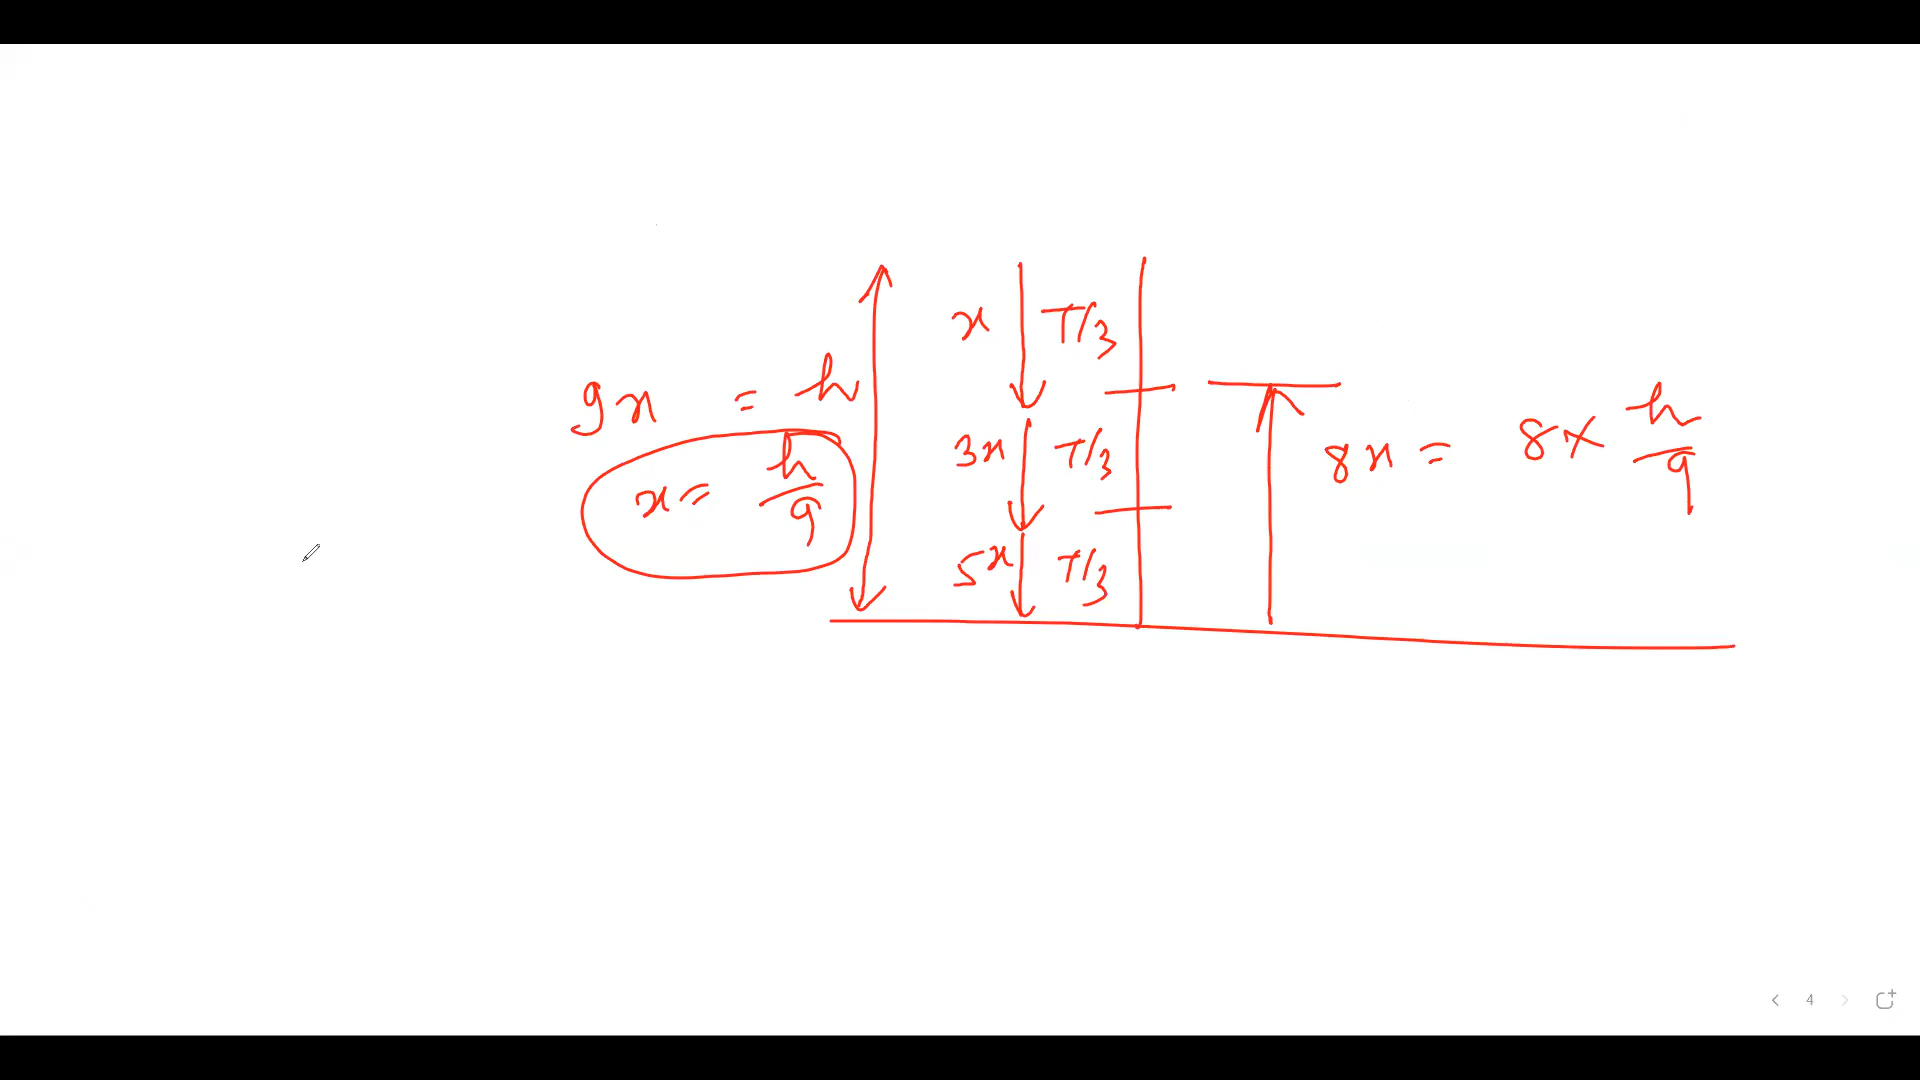 x T/3
9x = h
3x T/3
8x = 8 × h/9
x = h/9
5x T/3
4